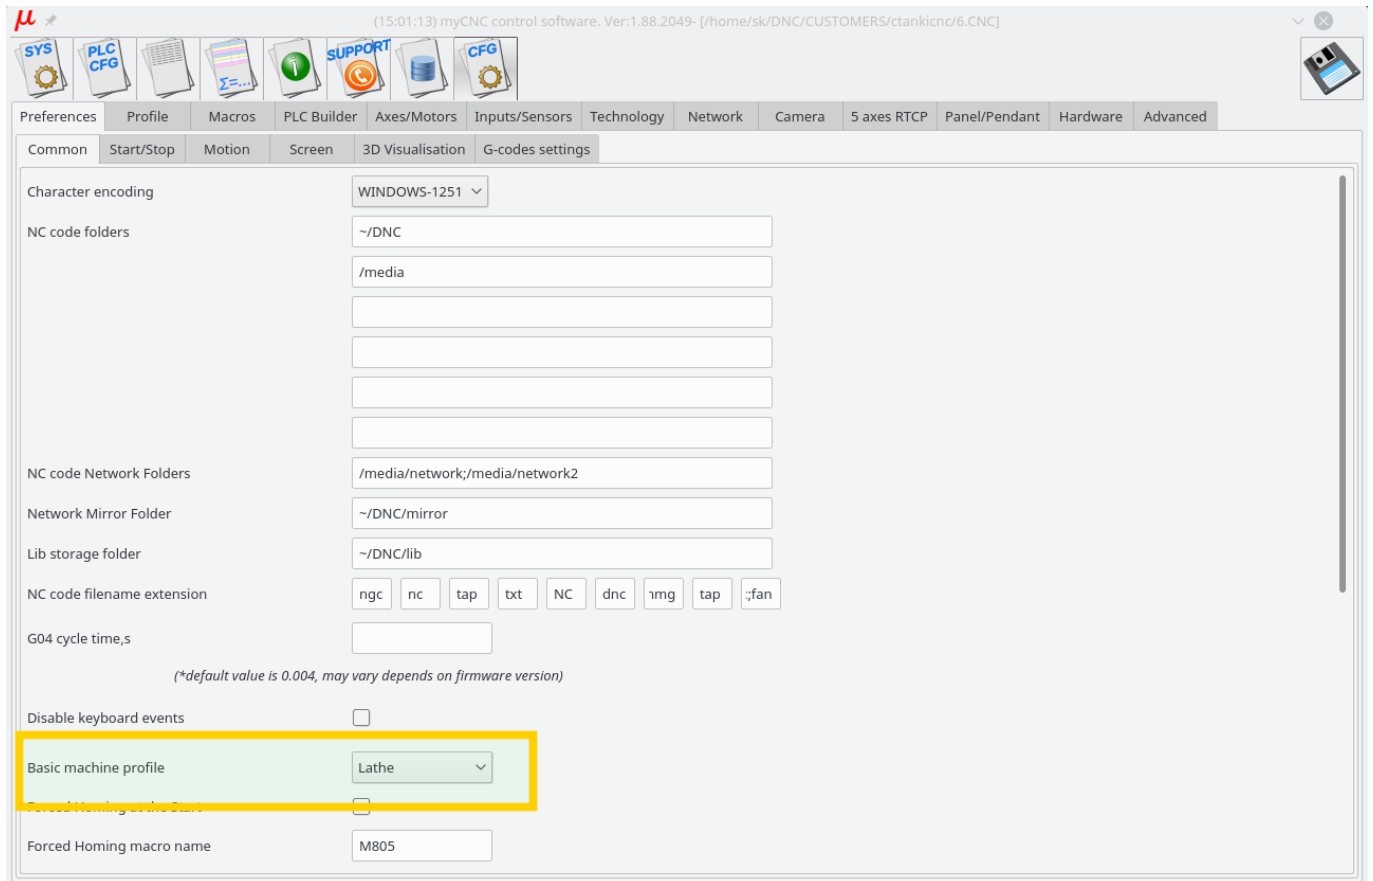 μ (15:01:13) myCNC control software. Ver:1.88.2049- [/home/sk/DNC/CUSTOMERS/ctankicnc/6.CNC]
SYS PLC CFG Σ=... i SUPPORT CFG
Preferences Profile Macros PLC Builder Axes/Motors Inputs/Sensors Technology Network Camera 5 axes RTCP Panel/Pendant Hardware Advanced
Common Start/Stop Motion Screen 3D Visualisation G-codes settings
Character encoding WINDOWS-1251
NC code folders ~/DNC
/media
NC code Network Folders /media/network;/media/network2
Network Mirror Folder ~/DNC/mirror
Lib storage folder ~/DNC/lib
NC code filename extension ngc nc tap txt NC dnc nmg tap :;fan
G04 cycle time,s
(*default value is 0.004, may vary depends on firmware version)
Disable keyboard events
Basic machine profile Lathe
Forced Homing at the Start
Forced Homing macro name M805